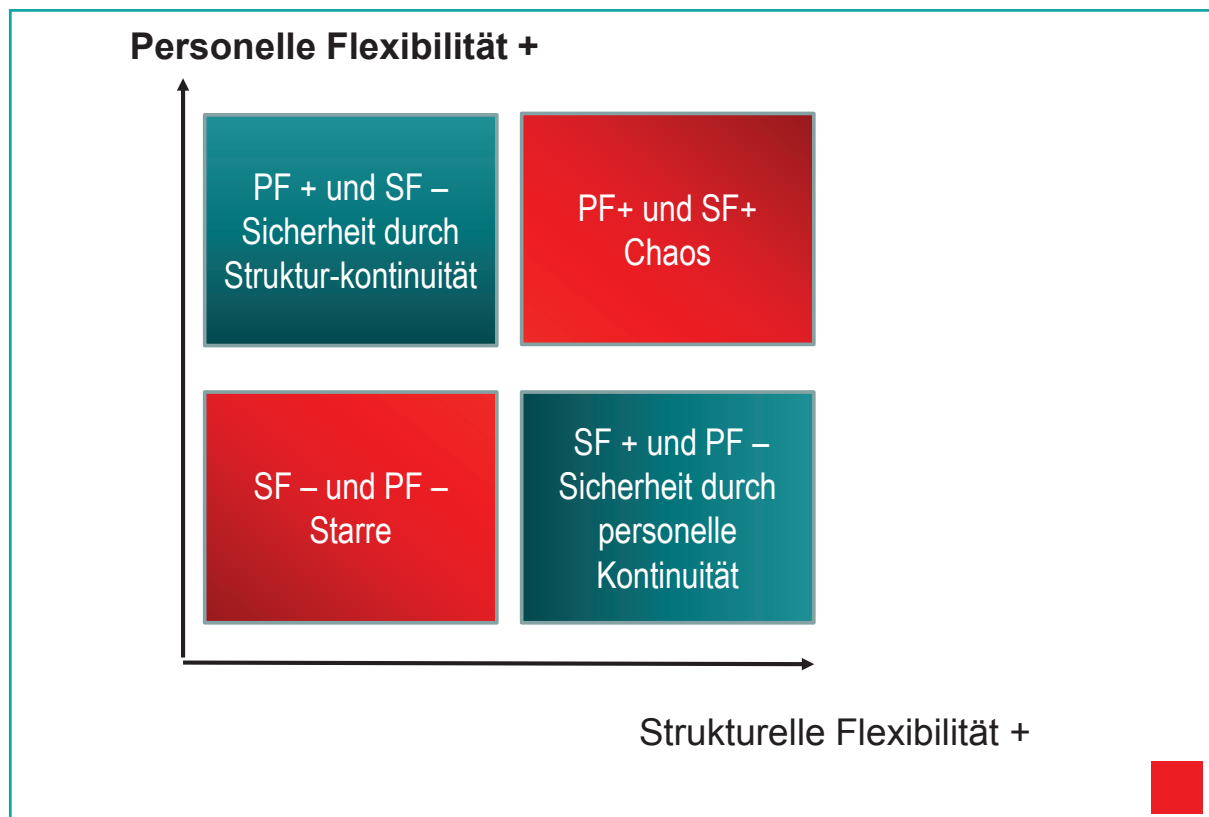 Personelle Flexibilität +
PF + und SF –
Sicherheit durch
Struktur-kontinuität
PF+ und SF+
Chaos
SF – und PF –
Starre
SF + und PF –
Sicherheit durch
personelle
Kontinuität
Strukturelle Flexibilität +